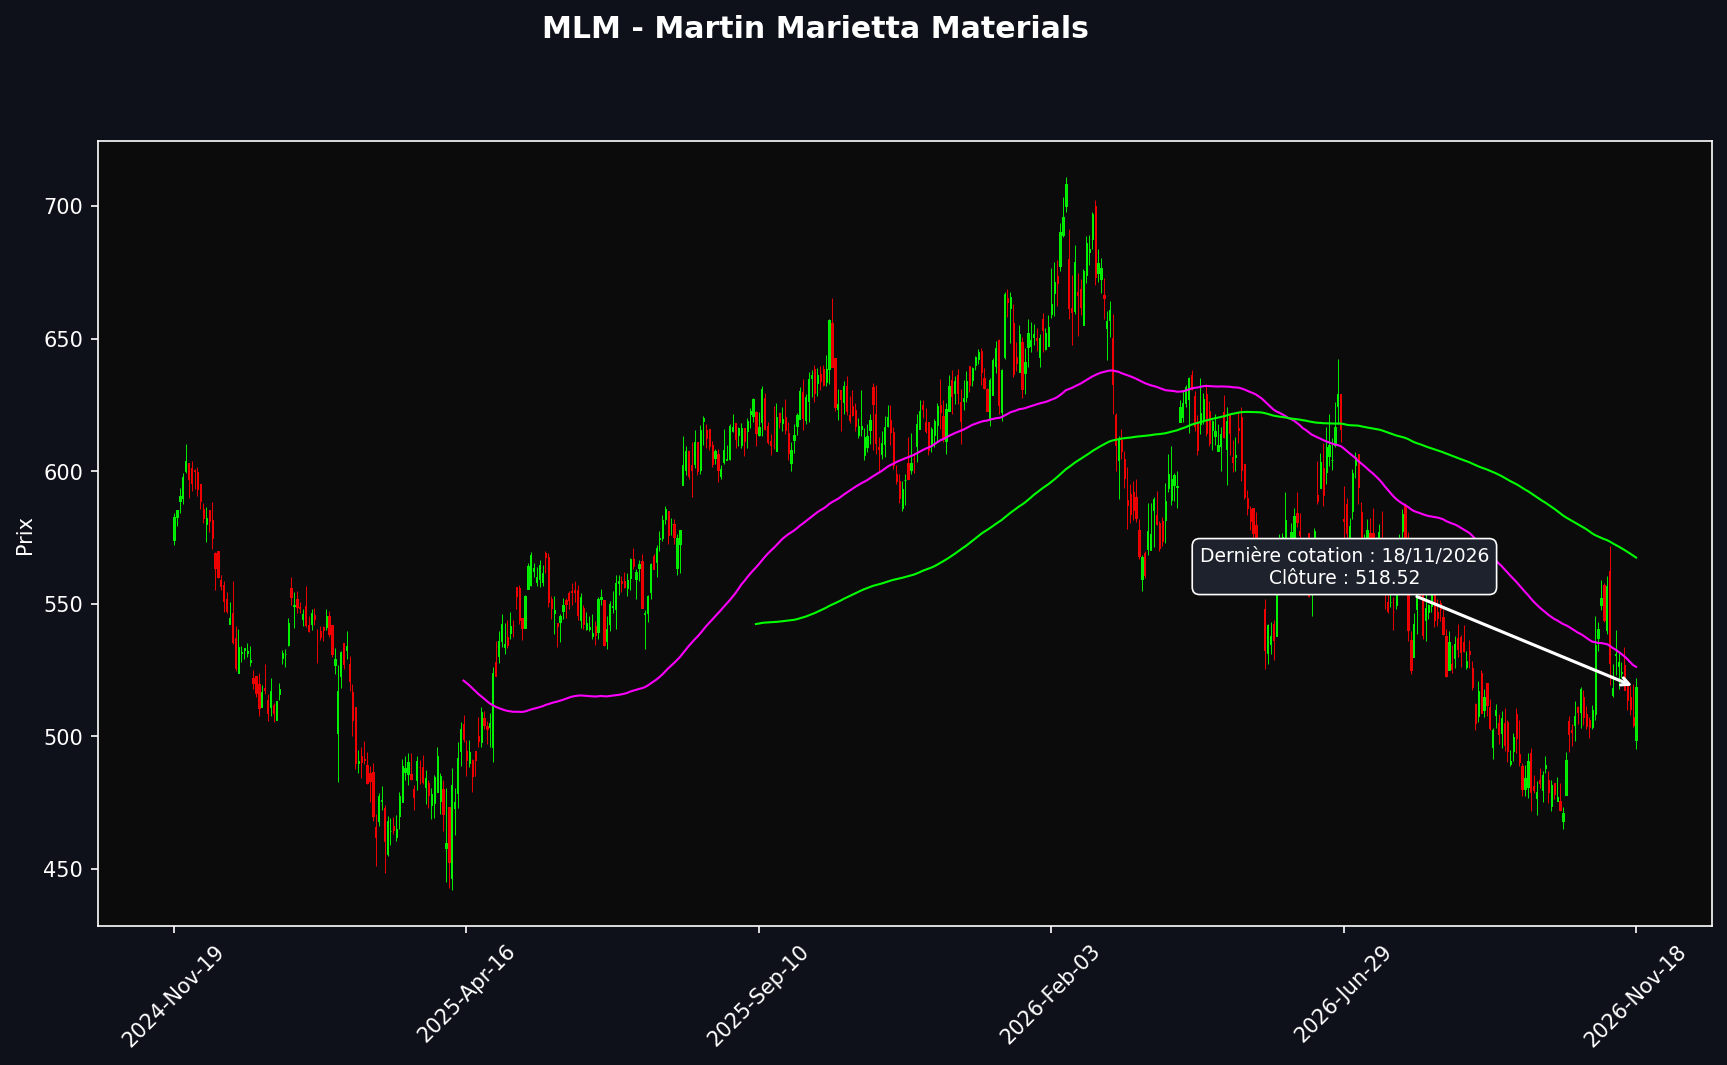 MLM - Martin Marietta Materials
Prix
700
650
600
550
500
450
Dernière cotation : 18/11/2026
Clôture : 518.52
2024-Nov-19
2025-Apr-16
2025-Sep-10
2026-Feb-03
2026-Jun-29
2026-Nov-18